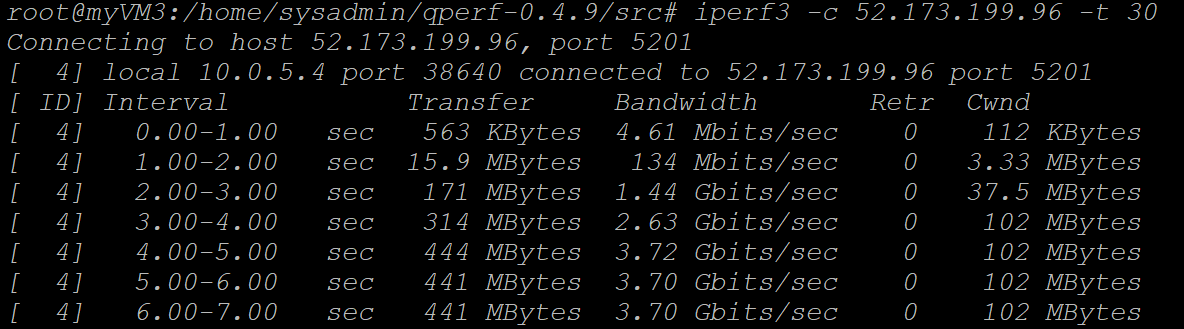 root@myVM3:/home/sysadmin/qperf-0.4.9/src# iperf3 -c 52.173.199.96 -t 30
Connecting to host 52.173.199.96, port 5201
[  4] local 10.0.5.4 port 38640 connected to 52.173.199.96 port 5201
[ ID] Interval           Transfer     Bandwidth       Retr  Cwnd
[  4]   0.00-1.00   sec   563 KBytes  4.61 Mbits/sec    0    112 KBytes
[  4]   1.00-2.00   sec  15.9 MBytes   134 Mbits/sec    0   3.33 MBytes
[  4]   2.00-3.00   sec   171 MBytes  1.44 Gbits/sec    0   37.5 MBytes
[  4]   3.00-4.00   sec   314 MBytes  2.63 Gbits/sec    0    102 MBytes
[  4]   4.00-5.00   sec   444 MBytes  3.72 Gbits/sec    0    102 MBytes
[  4]   5.00-6.00   sec   441 MBytes  3.70 Gbits/sec    0    102 MBytes
[  4]   6.00-7.00   sec   441 MBytes  3.70 Gbits/sec    0    102 MBytes